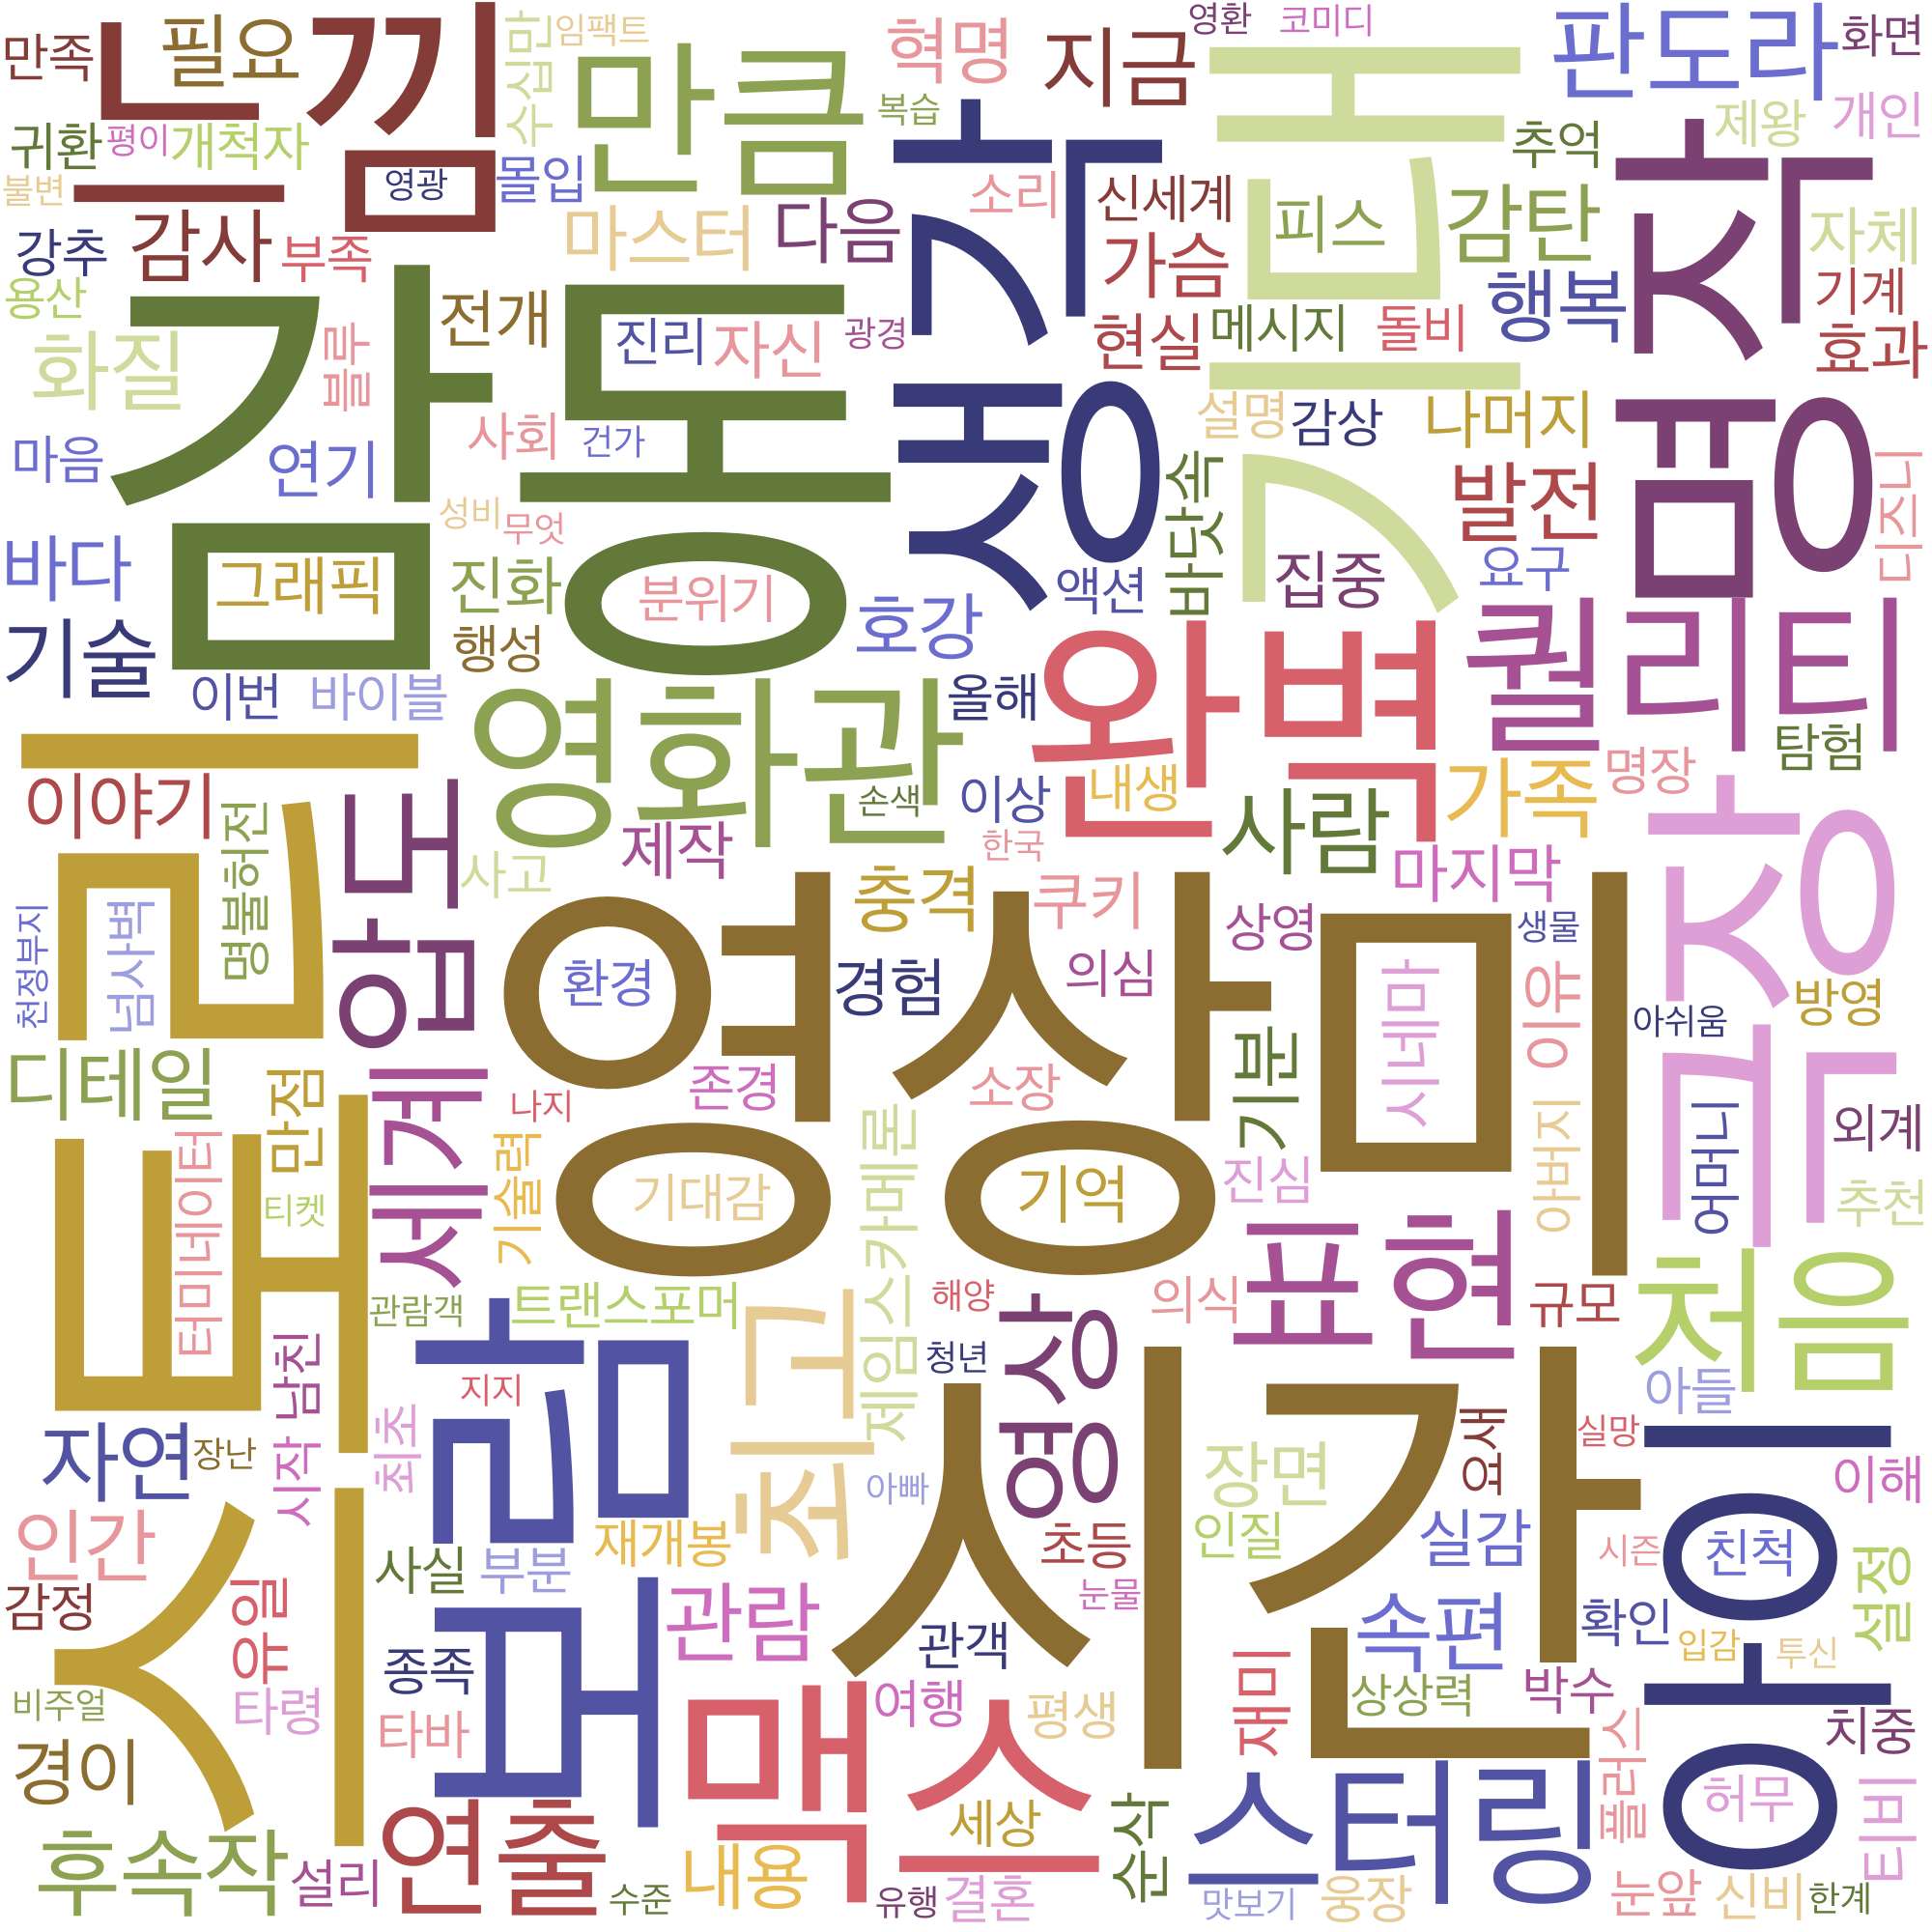 느낌
필요
만족
수십만
임팩트
만큼
혁명
지금
영환
코미디
판도라
화면
귀환
평이
개척자
복습
추억
제왕
개인
불변
영광
몰입
마스터
다음
소리
신세계
피스
감탄
자체
강추
감사
부족
가슴
행복
기계
용산
감동
전개
진리
자신
광경
생각
현실
메시지
돌비
스크린
효과
화질
블루
마음
연기
사회
건가
설명
감상
나머지
바닷속
발전
디즈니
성비
무엇
바다
그래픽
진화
분위기
호강
액션
집중
요구
기술
행성
이번
바이블
영화관
올해
완벽
퀄리티
탐험
이야기
명불허전
압도
제작
손색
이상
내생
사람
가족
명장
사고
한국
충격
쿠키
마지막
천정부지
넘사벽
환경
경험
의심
상영
시네마
생물
이유
아쉬움
방영
디테일
만점
세계
나지
존경
소장
기분
아버지
어머니
외계
터미네이터
티켓
기술력
기대감
제임스카메론
기억
진심
추천
관람객
트랜스포머
해양
의식
표현
규모
처음
남친
지지
최고
청년
영상
아들
자연
장난
시작
최초
아빠
장면
요새
실망
이해
인간
사실
부분
재개봉
초등
인질
실감
시즌
친척
설정
감정
유일
관람
눈물
시간
종족
관객
속편
확인
입감
투신
비주얼
타령
타바
여행
평생
재미
상상력
박수
치중
경이
맥스
세상
순삭
스터링
플러스
허무
티비
후속작
설리
연출
수준
내용
유행
결혼
맛보기
웅장
눈앞
신비
한계